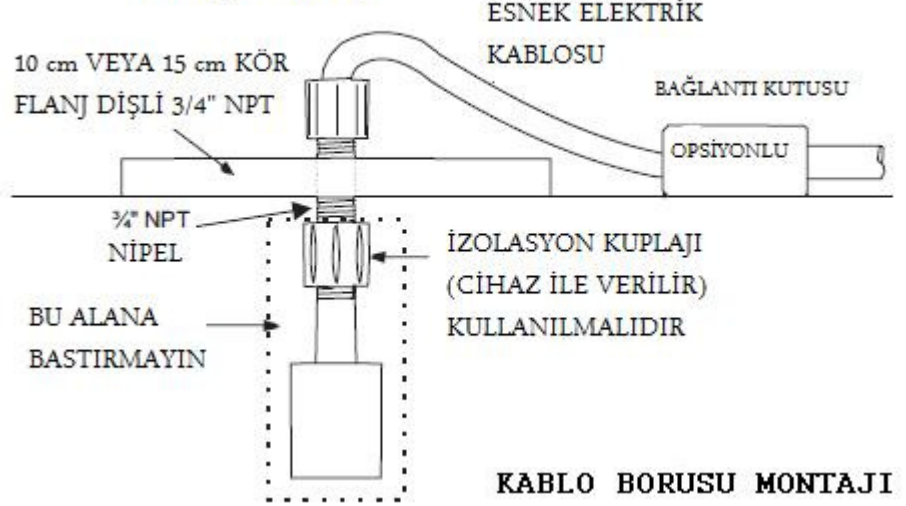 ESNEK ELEKTRİK
KABLOSU
10 cm VEYA 15 cm KÖR
FLANJ DİŞLİ 3/4" NPT
BAĞLANTI KUTUSU
OPSİYONLU
¾" NPT
NİPEL
İZOLASYON KUPLAJI
(CİHAZ İLE VERİLİR)
KULLANILMALIDIR
BU ALANA
BASTIRMAYIN
KABLO BORUSU MONTAJI